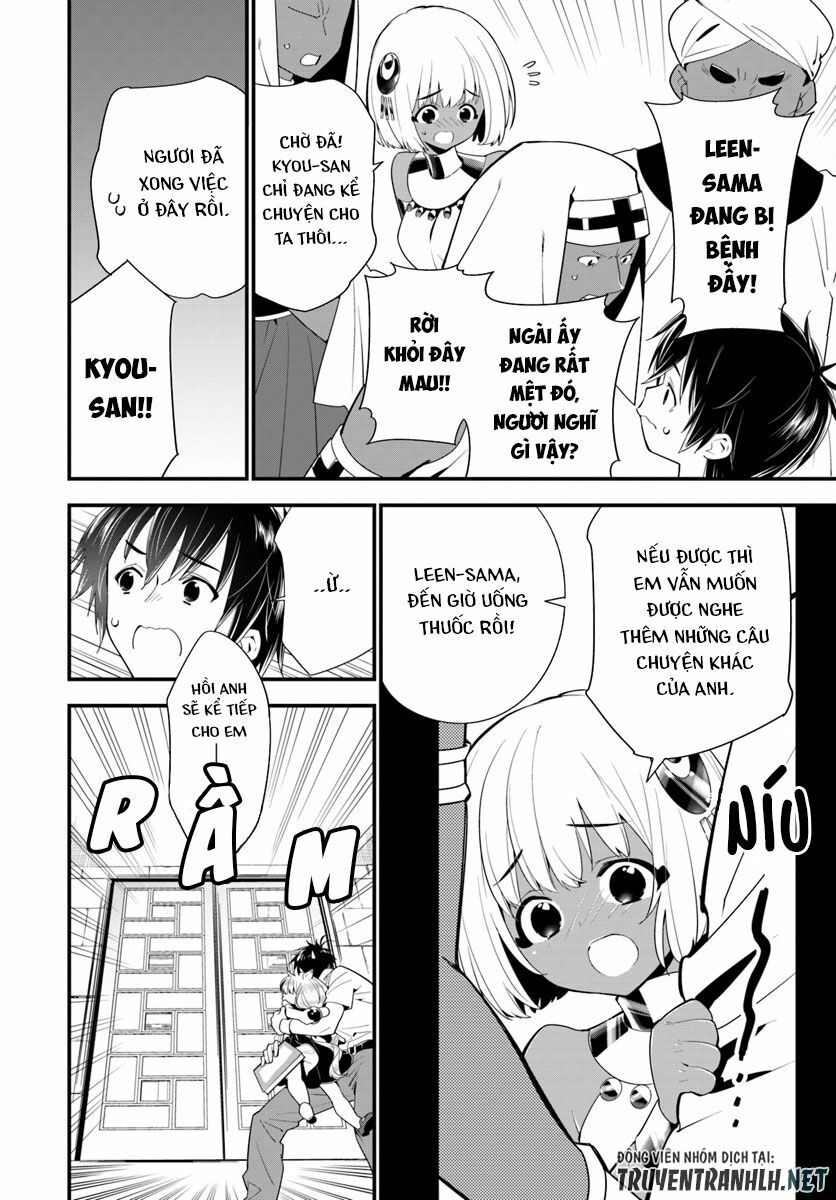 LEEN-
SAMA
ĐANG BỊ
BỆNH
ĐẤY!
NGÀI ẤY
ĐANG RẤT
MỆT ĐÓ,
NGƯƠI NGHĨ
GÌ VẬY?
RỜI
KHỎI ĐÂY
MAU!!
CHỜ ĐÃ!
KYOU-SAN
CHỈ ĐANG KỂ
CHUYỆN CHO
TA THÔI...
NGƯƠI ĐÃ
XONG VIỆC
Ở ĐÂY RỒI.
KYOU-
SAN!!
NẾU ĐƯỢC THÌ
EM VẪN MUỐN
ĐƯỢC NGHE
THÊM NHỮNG CÂU
CHUYỆN KHÁC
CỦA ANH.
NÍU
LEEN-SAMA,
ĐẾN GIỜ UỐNG
THUỐC RỒI!
..Ừ.
HỒI ANH
SẼ KỂ TIẾP
CHO EM
RẦM
ĐỘNG VIÊN NHÓM DỊCH TẠI:
TRUYENTRANHLH.NET